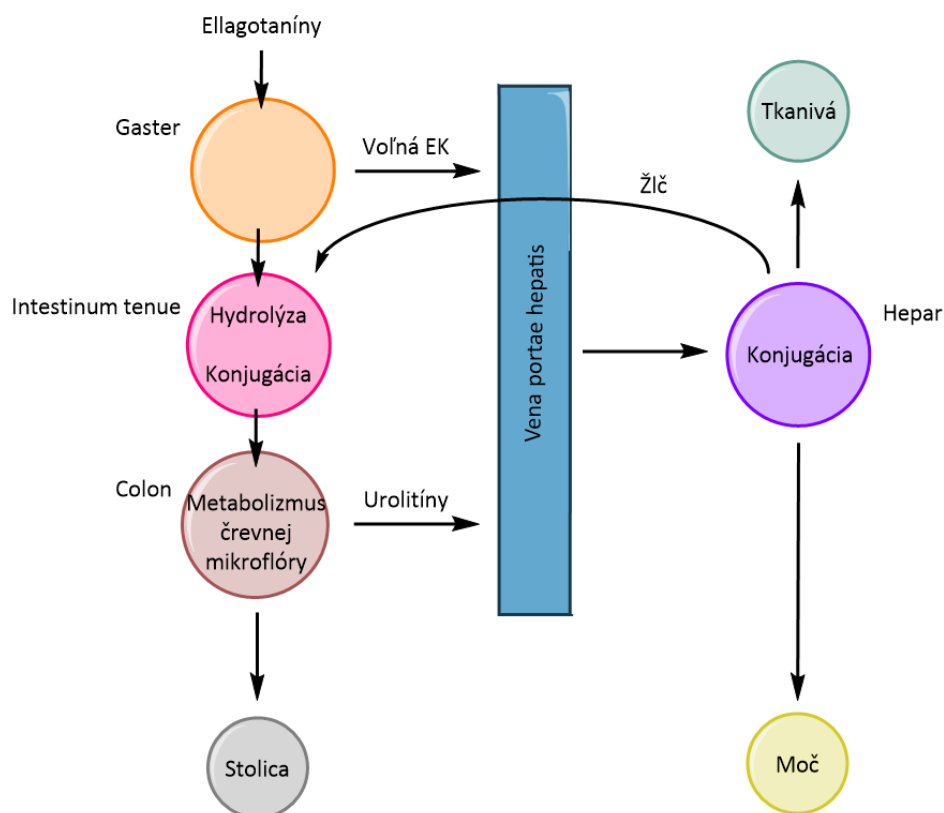 Ellagotaníny
Gaster
Voľná EK
Tkanivá
Žlč
Intestinum tenue
Hydrolýza
Konjugácia
Vena portae hepatis
Konjugácia
Hepar
Colon
Metabolizmus
črevnej
mikroflóry
Urolitíny
Stolica
Moč